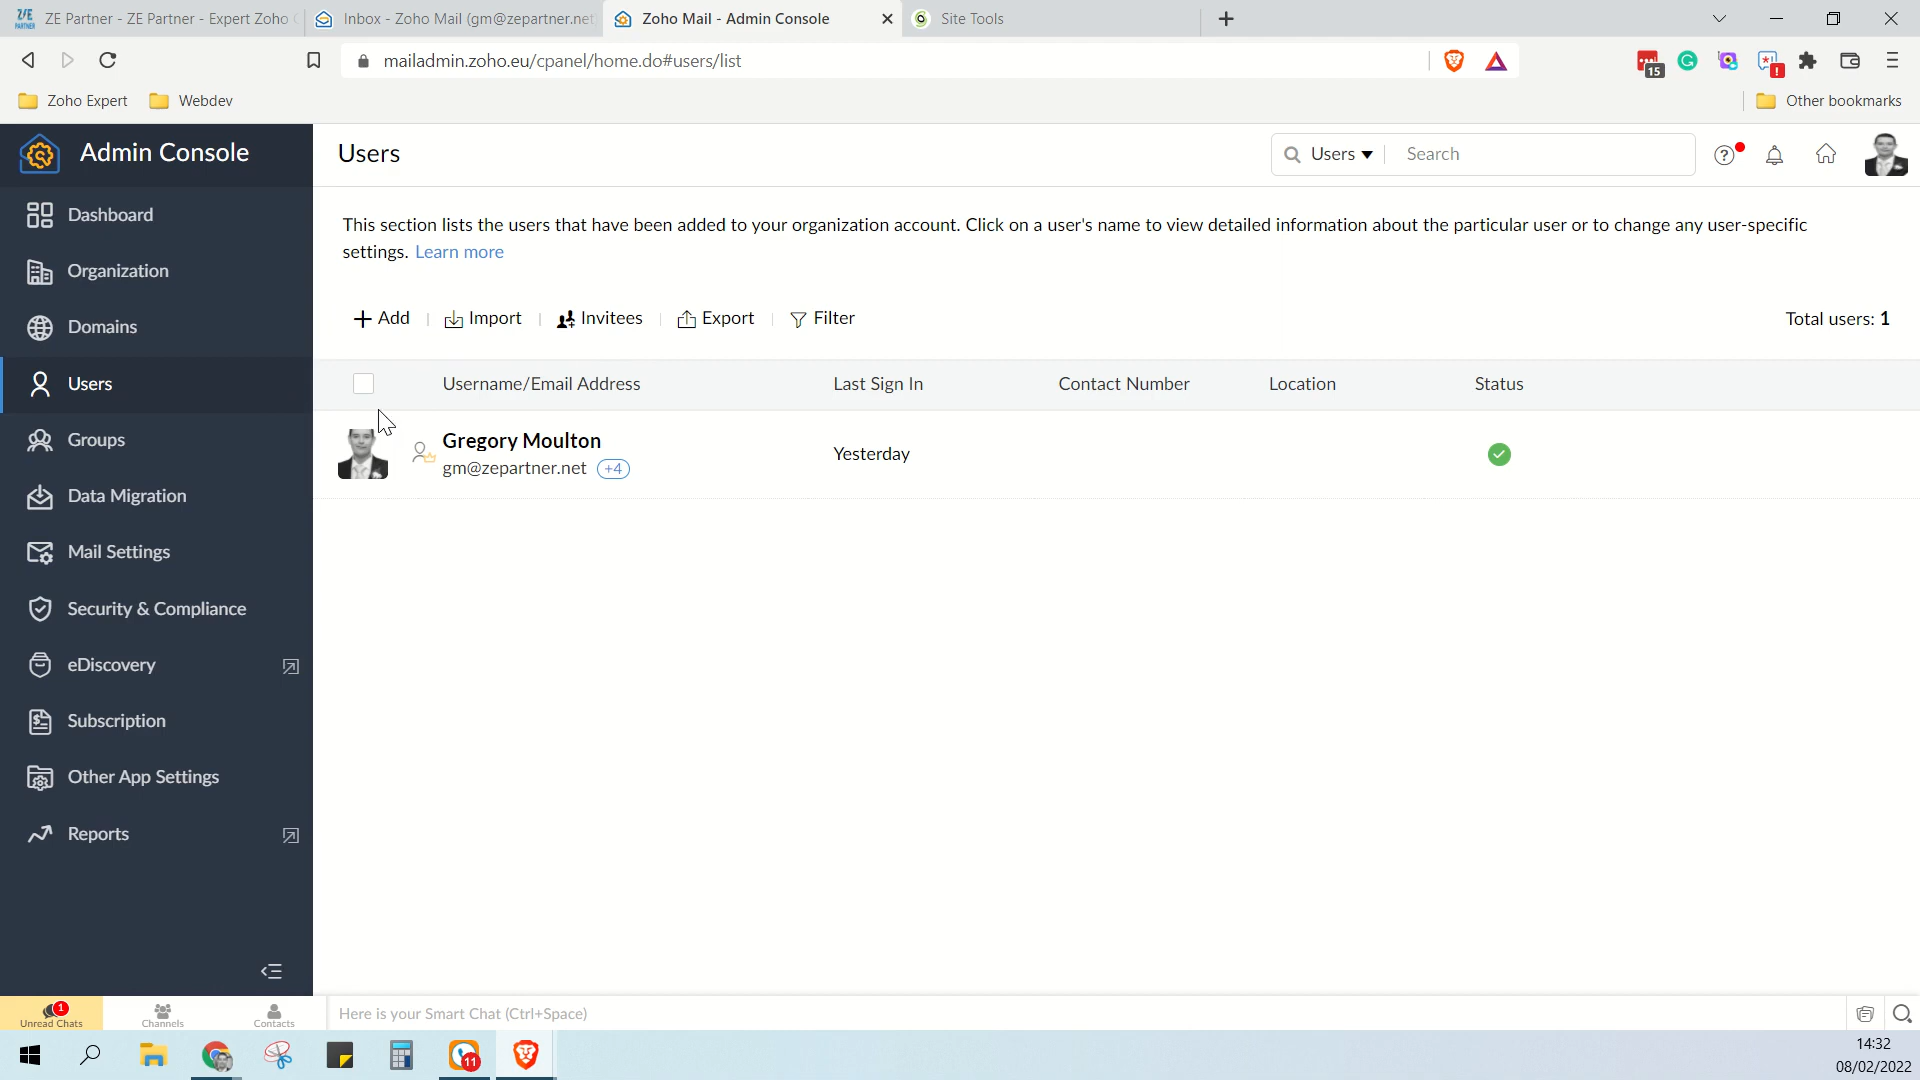 ZE Partner - ZE Partner - Expert Zoho
Inbox - Zoho Mail (gm@zepartner.net
Zoho Mail - Admin Console
Site Tools
mailadmin.zoho.eu/cpanel/home.do#users/list
15
Zoho Expert
Webdev
Other bookmarks
Admin Console
Users
Users
Search
Dashboard
Organization
Domains
Users
Groups
Data Migration
Mail Settings
Security & Compliance
eDiscovery
Subscription
Other App Settings
Reports
This section lists the users that have been added to your organization account. Click on a user's name to view detailed information about the particular user or to change any user-specific
settings. Learn more
Add
Import
Invitees
Export
Filter
Total users: 1
Username/Email Address
Last Sign In
Contact Number
Location
Status
Gregory Moulton
gm@zepartner.net +4
Yesterday
1
Unread Chats
Channels
Contacts
Here is your Smart Chat (Ctrl+Space)
11
14:32
08/02/2022